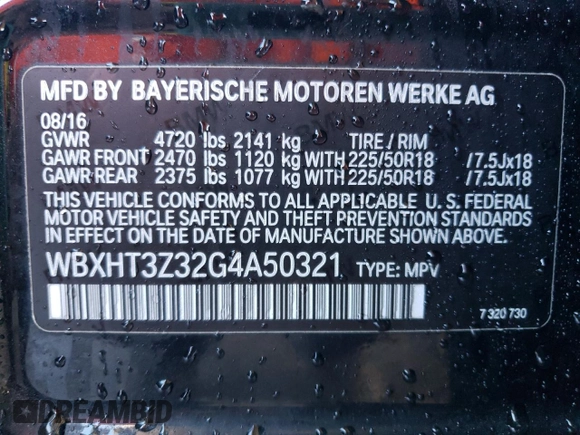 MFD BY BAYERISCHE MOTOREN WERKE AG
08/16
GVWR 4720 lbs 2141 kg TIRE / RIM
GAWR FRONT 2470 lbs 1120 kg WITH 225/50R18 /7.5Jx18
GAWR REAR 2375 lbs 1077 kg WITH 225/50R18 /7.5Jx18
THIS VEHICLE CONFORMS TO ALL APPLICABLE U. S. FEDERAL
MOTOR VEHICLE SAFETY AND THEFT PREVENTION STANDARDS
IN EFFECT ON THE DATE OF MANUFACTURE SHOWN ABOVE.
WBXHT3Z32G4A50321 TYPE: MPV
7 320 730
DREAMBID